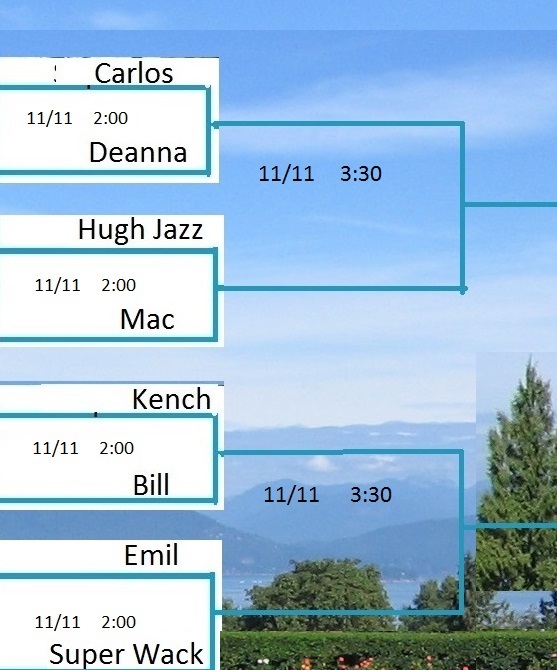 Carlos
11/11 2:00
Deanna
11/11 3:30
Hugh Jazz
11/11 2:00
Mac
Kench
11/11 2:00
Bill
11/11 3:30
Emil
11/11 2:00
Super Wack